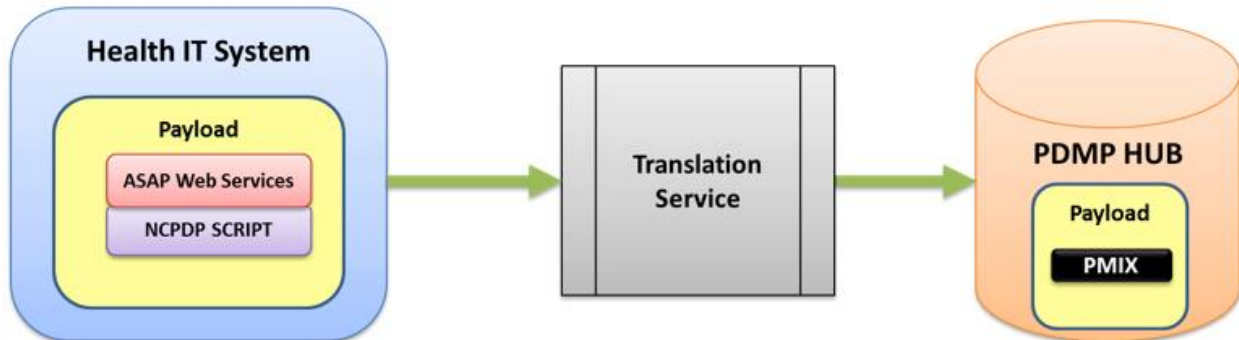 Health IT System
Payload
ASAP Web Services
NCPDP SCRIPT
Translation
Service
PDMP HUB
Payload
PMIX